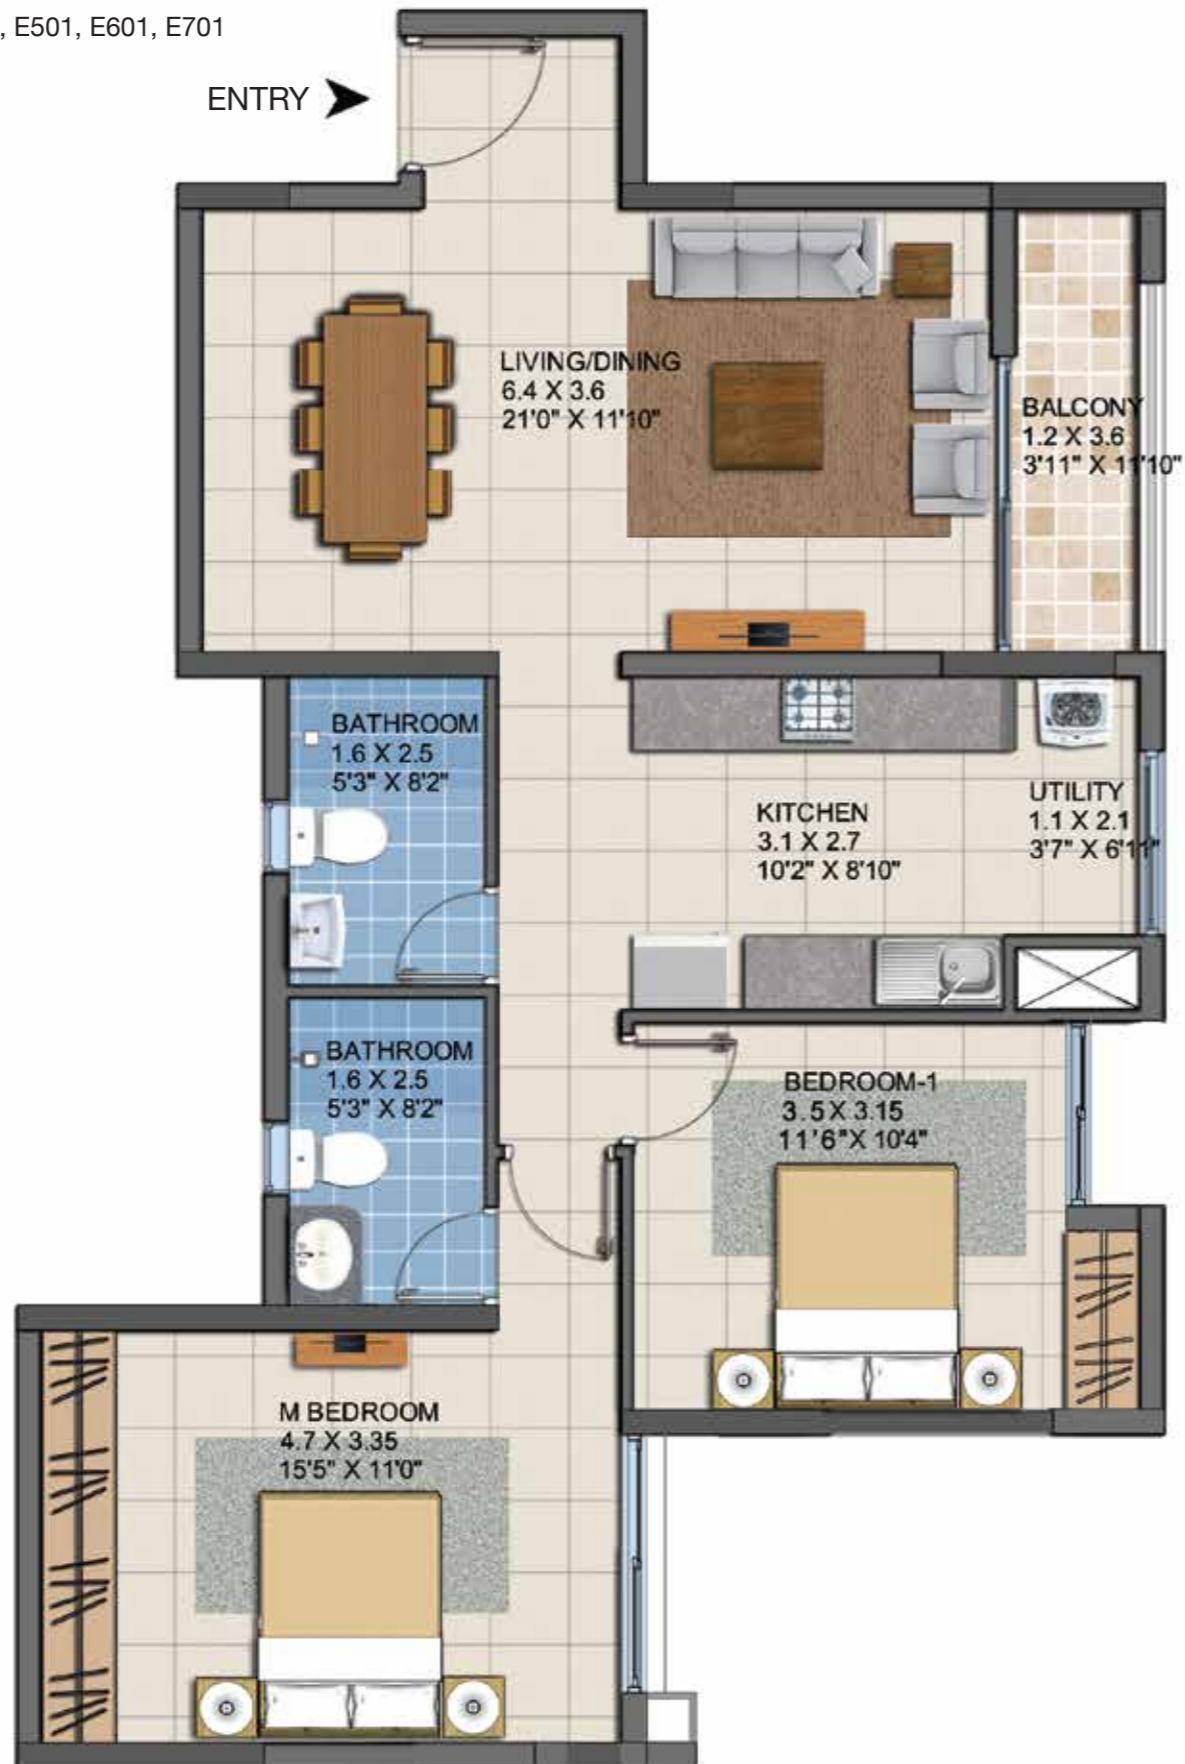 , E501, E601, E701
ENTRY
LIVING/DINING
6.4 X 3.6
21'0" X 11'10"
BALCONY
1.2 X 3.6
3'11" X 11'10"
BATHROOM
1.6 X 2.5
5'3" X 8'2"
KITCHEN
3.1 X 2.7
10'2" X 8'10"
UTILITY
1.1 X 2.1
3'7" X 6'11"
BATHROOM
1.6 X 2.5
5'3" X 8'2"
BEDROOM-1
3.5 X 3.15
11'6" X 10'4"
M BEDROOM
4.7 X 3.35
15'5" X 11'0"